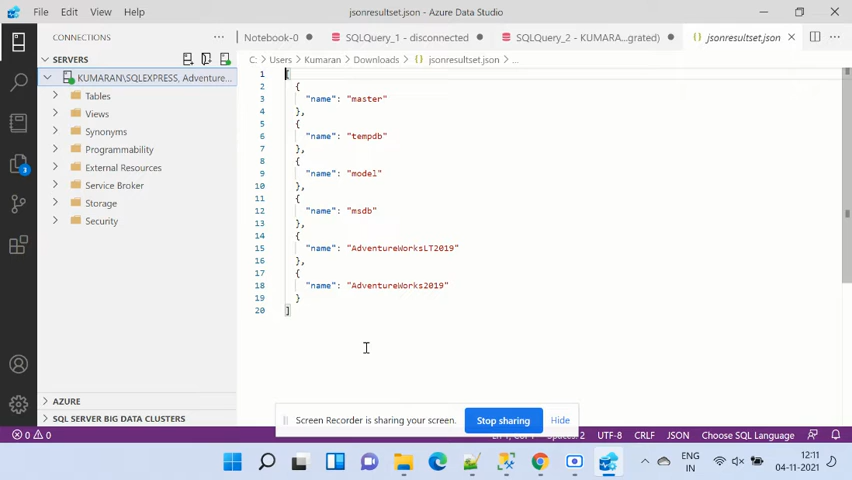 File Edit View Help jsonresultset.json - Azure Data Studio
CONNECTIONS ...
Notebook-0 SQLQuery_1 - disconnected SQLQuery_2 - KUMARA...grated) jsonresultset.json ...
C: > Users > Kumaran > Downloads > {} jsonresultset.json > ...
SERVERS
KUMARAN\SQLEXPRESS, Adventure...
Tables
Views
Synonyms
Programmability
External Resources
Service Broker
Storage
Security
AZURE
SQL SERVER BIG DATA CLUSTERS
3
1 [
2 {
3 "name": "master"
4 },
5 {
6 "name": "tempdb"
7 },
8 {
9 "name": "model"
10 },
11 {
12 "name": "msdb"
13 },
14 {
15 "name": "AdventureWorksLT2019"
16 },
17 {
18 "name": "AdventureWorks2019"
19 }
20 ]
Screen Recorder is sharing your screen. Stop sharing Hide
0 0 UTF-8 CRLF JSON Choose SQL Language
ENG
IN
12:11
04-11-2021